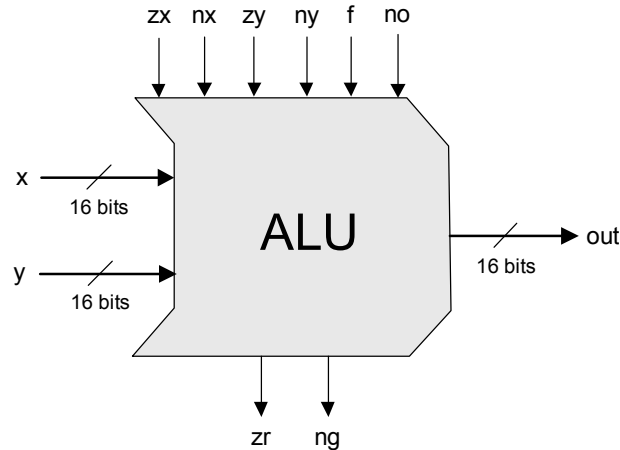 zx nx zy ny f no
x
16 bits
ALU
out
16 bits
y
16 bits
zr ng